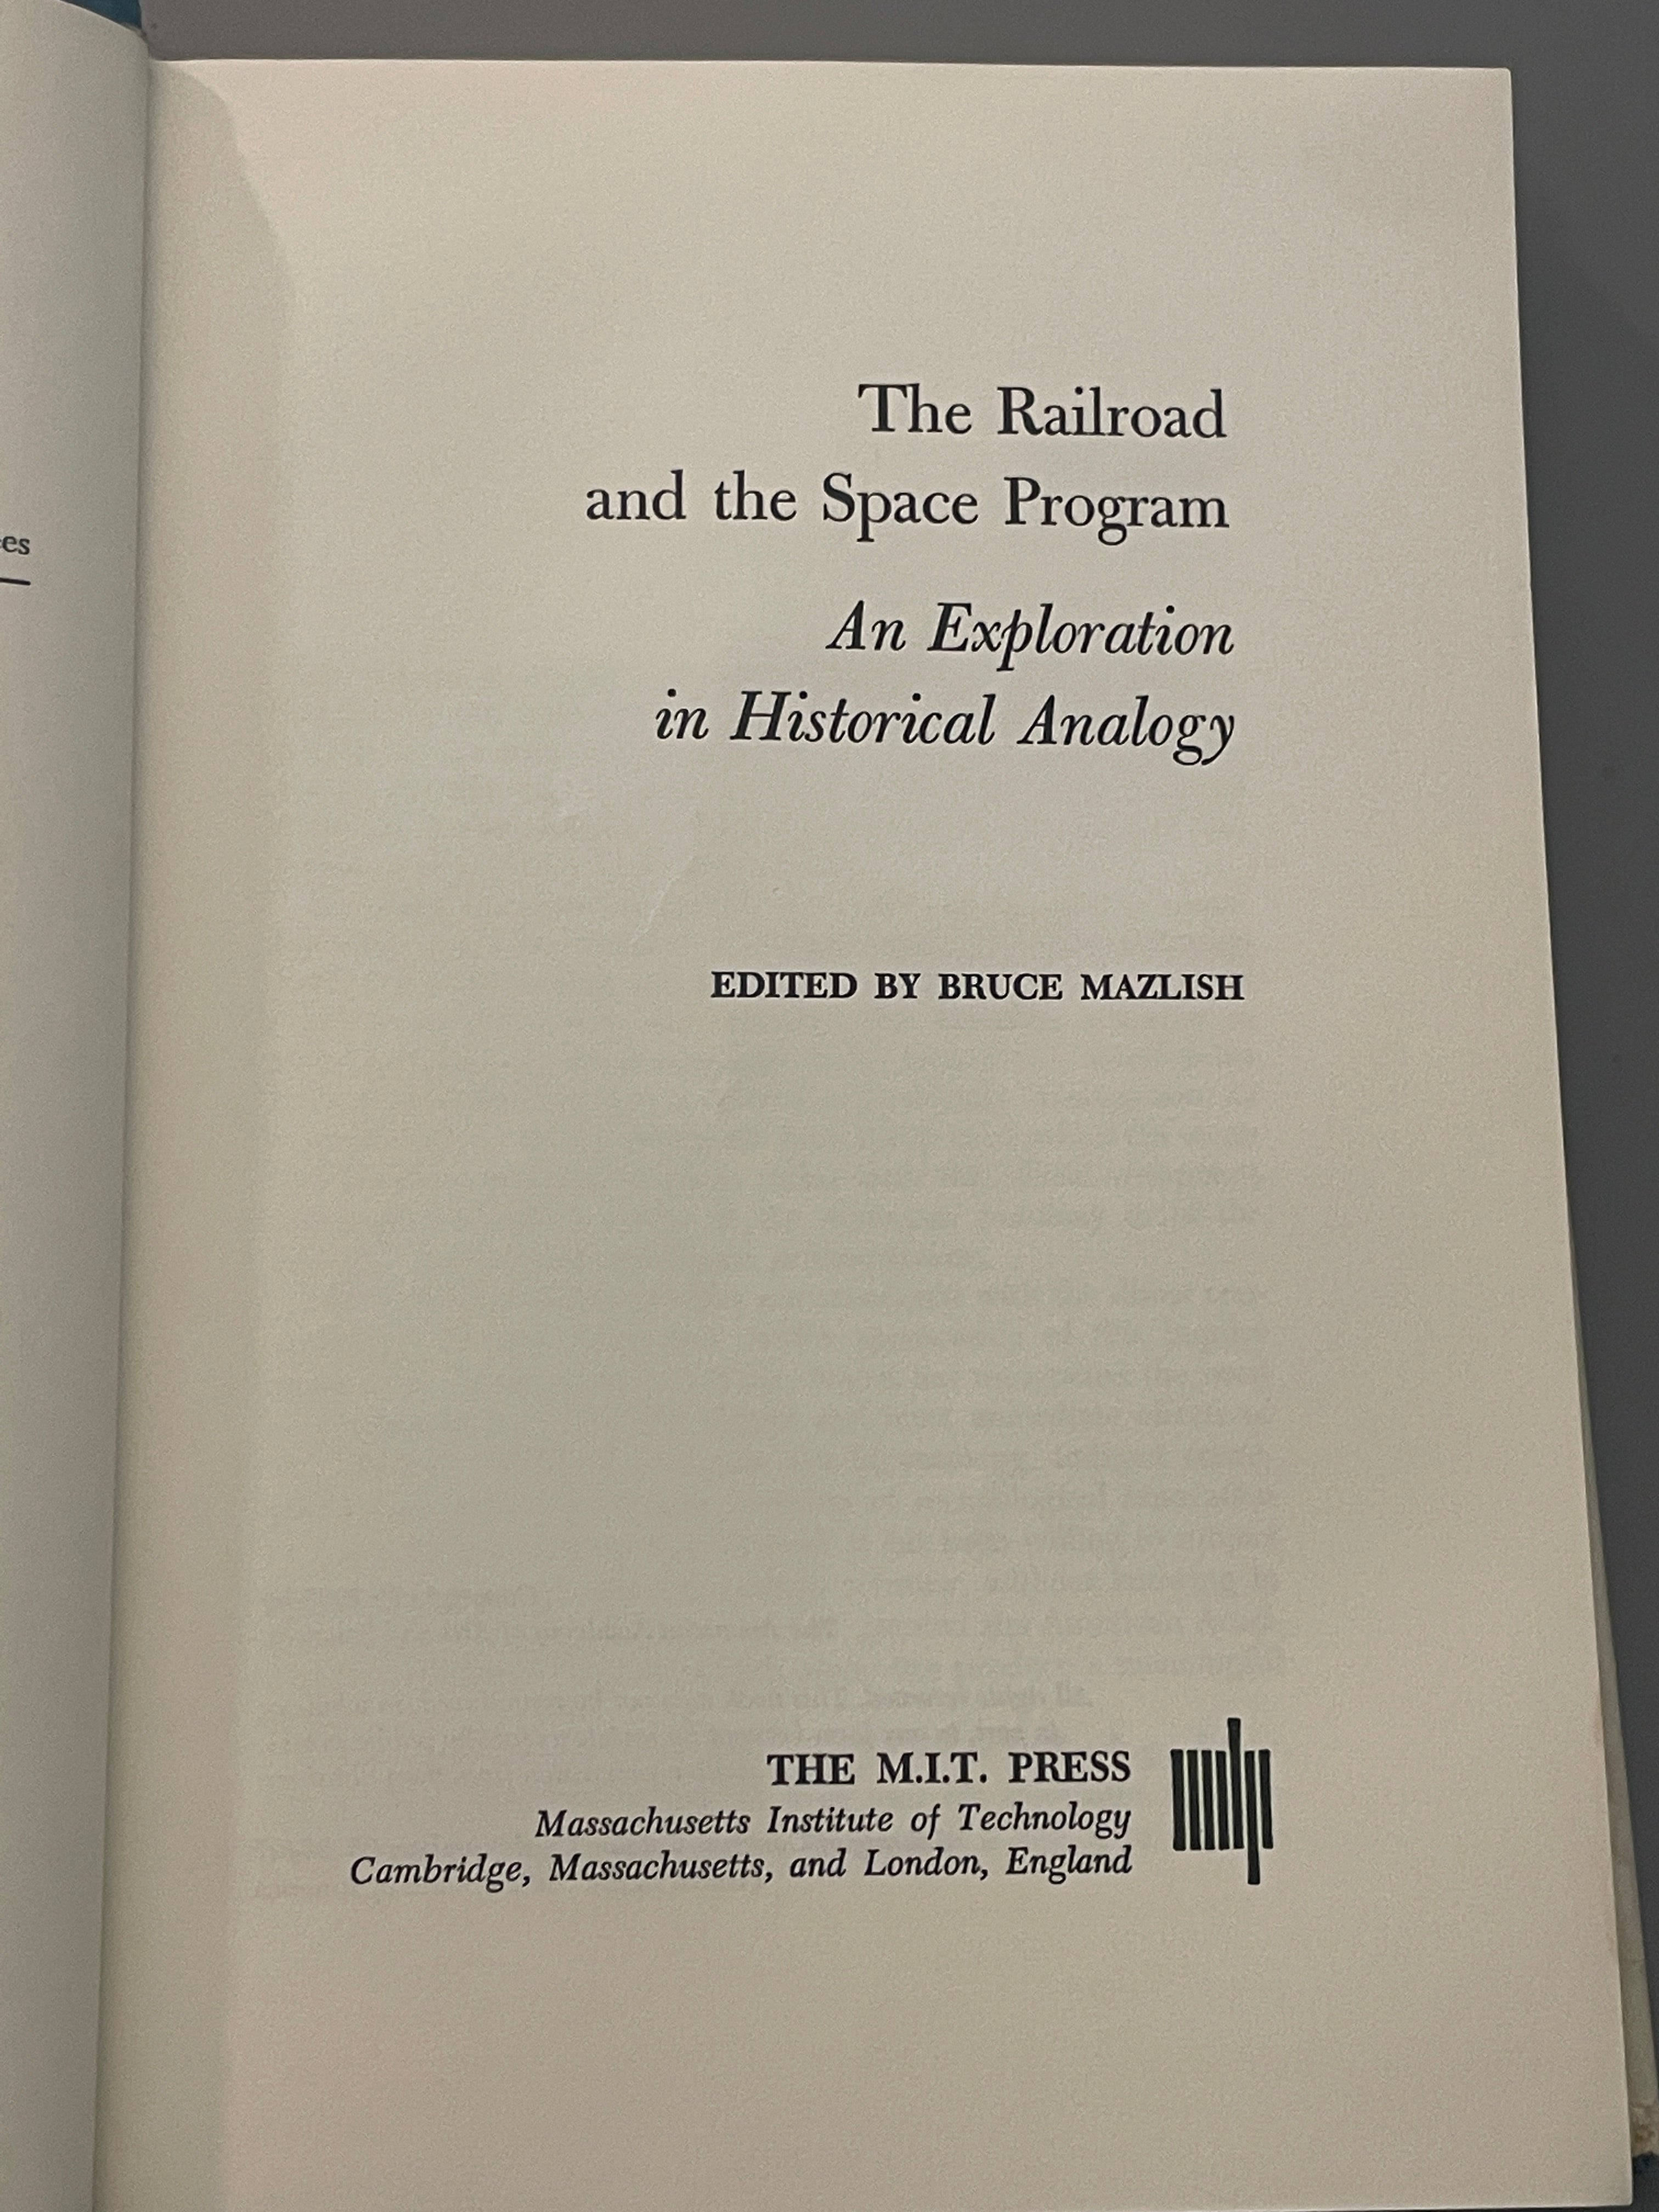 The Railroad
and the Space Program
An Exploration
in Historical Analogy
EDITED BY BRUCE MAZLISH
THE M.I.T. PRESS
Massachusetts Institute of Technology
Cambridge, Massachusetts, and London, England